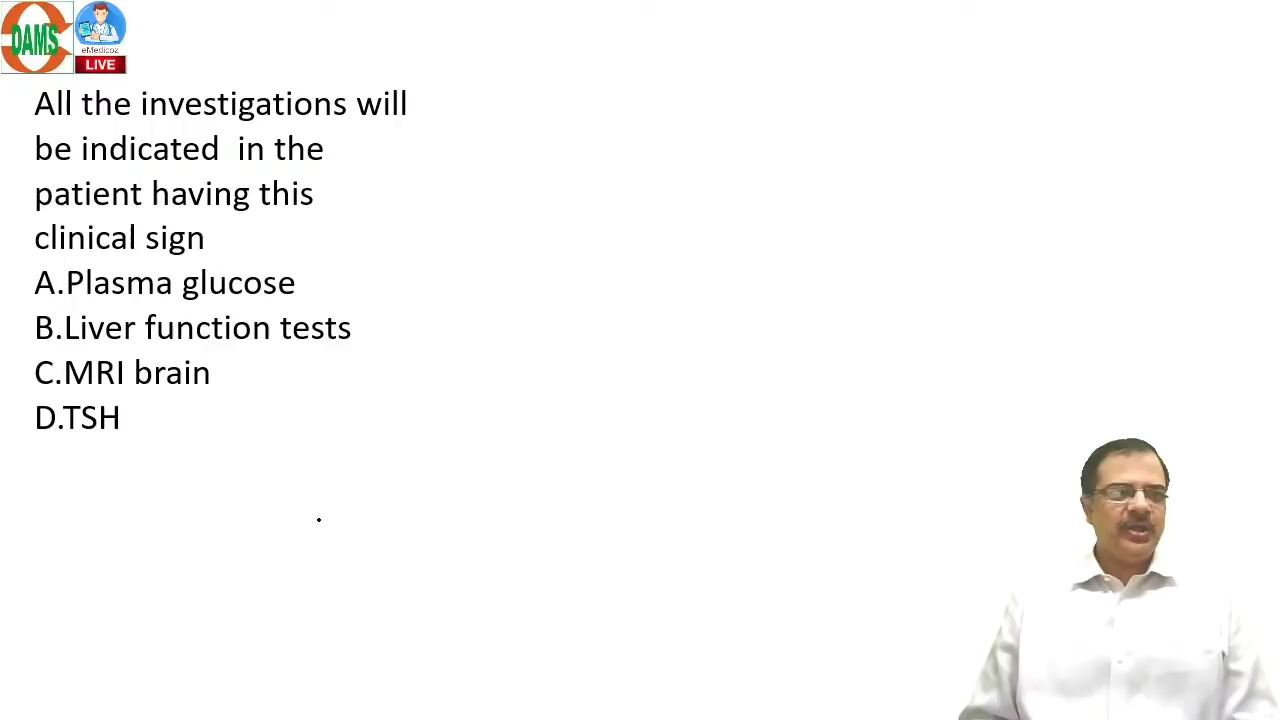 DAMS
eMedicoz
LIVE
All the investigations will
be indicated  in the
patient having this
clinical sign
A.Plasma glucose
B.Liver function tests
C.MRI brain
D.TSH